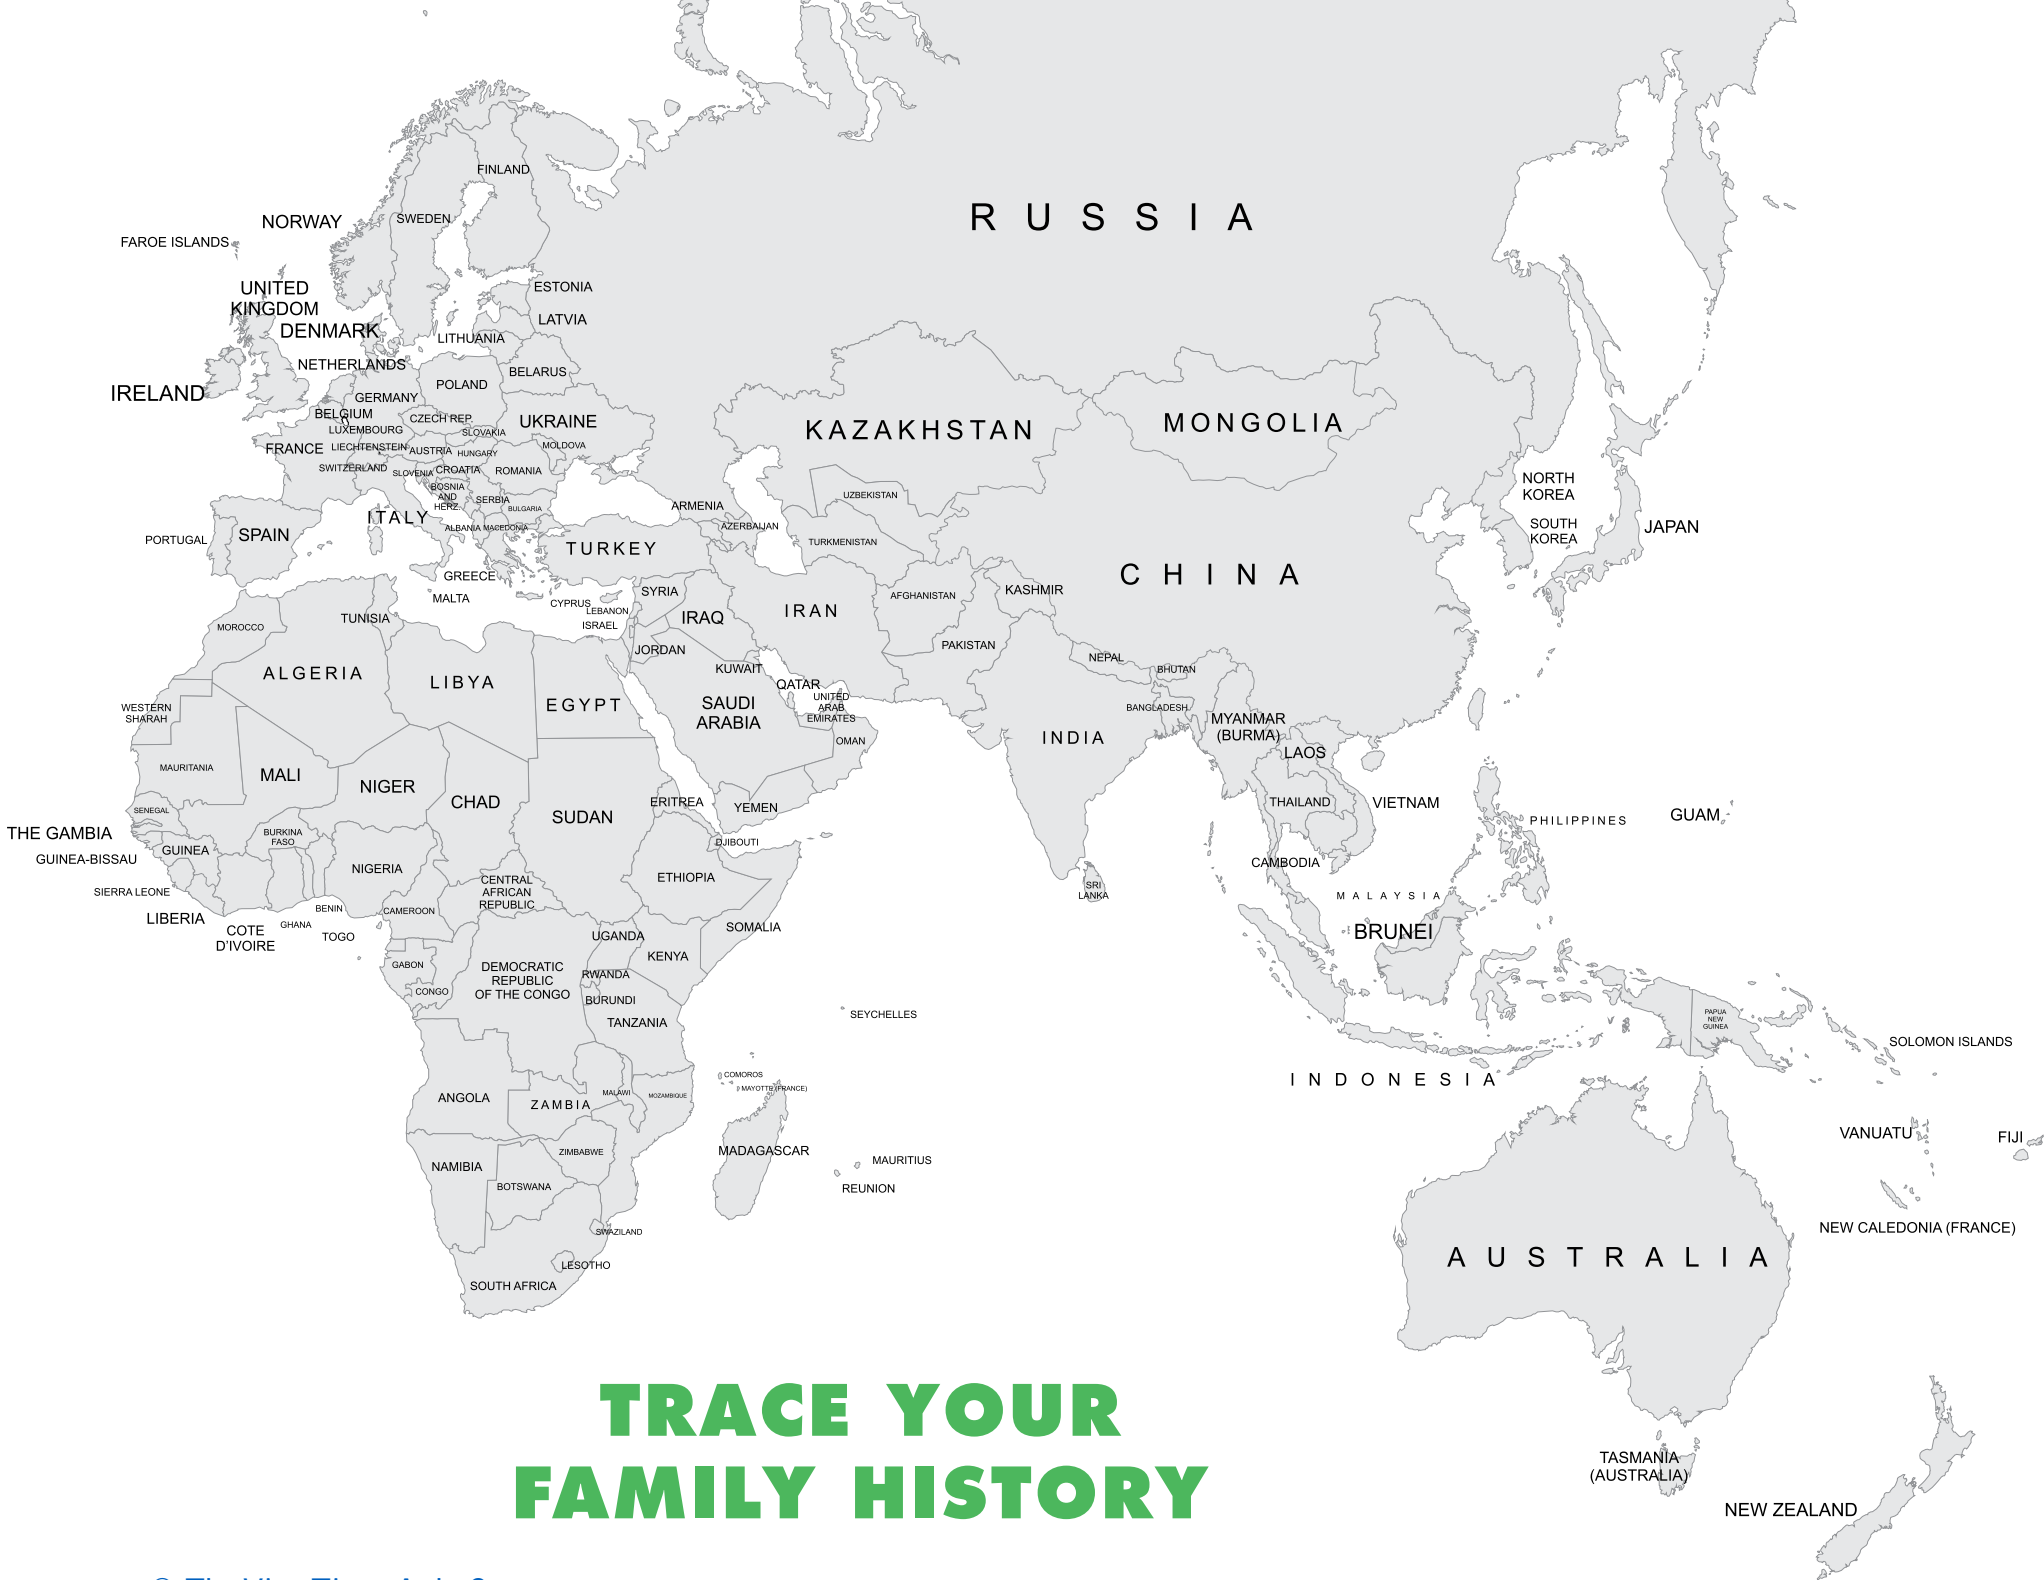 RUSSIA
FINLAND
SWEDEN
NORWAY
FAROE ISLANDS
UNITED
KINGDOM
ESTONIA
DENMARK
LATVIA
LITHUANIA
NETHERLANDS
BELARUS
POLAND
IRELAND
GERMANY
BELGIUM
CZECH REP.
UKRAINE
LUXEMBOURG
SLOVAKIA
FRANCE
LIECHTENSTEIN
AUSTRIA
HUNGARY
MOLDOVA
SWITZERLAND
SLOVENIA
CROATIA
ROMANIA
BOSNIA
AND
HERZ.
SERBIA
BULGARIA
ITALY
ALBANIA
MACEDONIA
PORTUGAL
SPAIN
GREECE
MALTA
TURKEY
ARMENIA
AZERBAIJAN
KAZAKHSTAN
MONGOLIA
UZBEKISTAN
TURKMENISTAN
NORTH
KOREA
SOUTH
KOREA
JAPAN
CHINA
CYPRUS
LEBANON
ISRAEL
SYRIA
IRAQ
JORDAN
IRAN
AFGHANISTAN
KASHMIR
PAKISTAN
KUWAIT
QATAR
UNITED
ARAB
EMIRATES
SAUDI
ARABIA
OMAN
YEMEN
NEPAL
BHUTAN
BANGLADESH
INDIA
MYANMAR
(BURMA)
LAOS
THAILAND
VIETNAM
CAMBODIA
SRI
LANKA
PHILIPPINES
GUAM
MALAYSIA
BRUNEI
INDONESIA
PAPUA
NEW
GUINEA
SOLOMON ISLANDS
VANUATU
FIJI
NEW CALEDONIA (FRANCE)
AUSTRALIA
TASMANIA
(AUSTRALIA)
NEW ZEALAND
MOROCCO
TUNISIA
ALGERIA
LIBYA
EGYPT
WESTERN
SHARAH
MAURITANIA
MALI
NIGER
CHAD
SUDAN
ERITREA
SENEGAL
THE GAMBIA
GUINEA-BISSAU
GUINEA
BURKINA
FASO
DJIBOUTI
SIERRA LEONE
LIBERIA
COTE
D'IVOIRE
GHANA
BENIN
TOGO
NIGERIA
CAMEROON
CENTRAL
AFRICAN
REPUBLIC
ETHIOPIA
SOMALIA
UGANDA
KENYA
GABON
CONGO
DEMOCRATIC
REPUBLIC
OF THE CONGO
RWANDA
BURUNDI
TANZANIA
SEYCHELLES
COMOROS
MAYOTTE (FRANCE)
ANGOLA
ZAMBIA
MALAWI
MOZAMBIQUE
MADAGASCAR
MAURITIUS
REUNION
NAMIBIA
ZIMBABWE
BOTSWANA
SWAZILAND
LESOTHO
SOUTH AFRICA
TRACE YOUR
FAMILY HISTORY